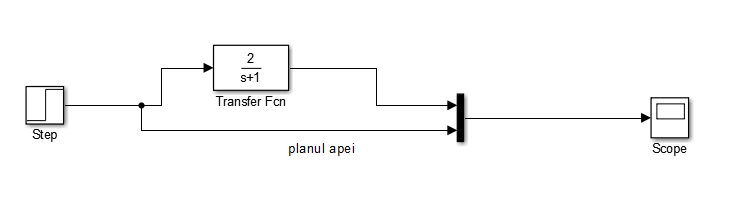 2
s+1
Transfer Fcn
Step
planul apei
Scope